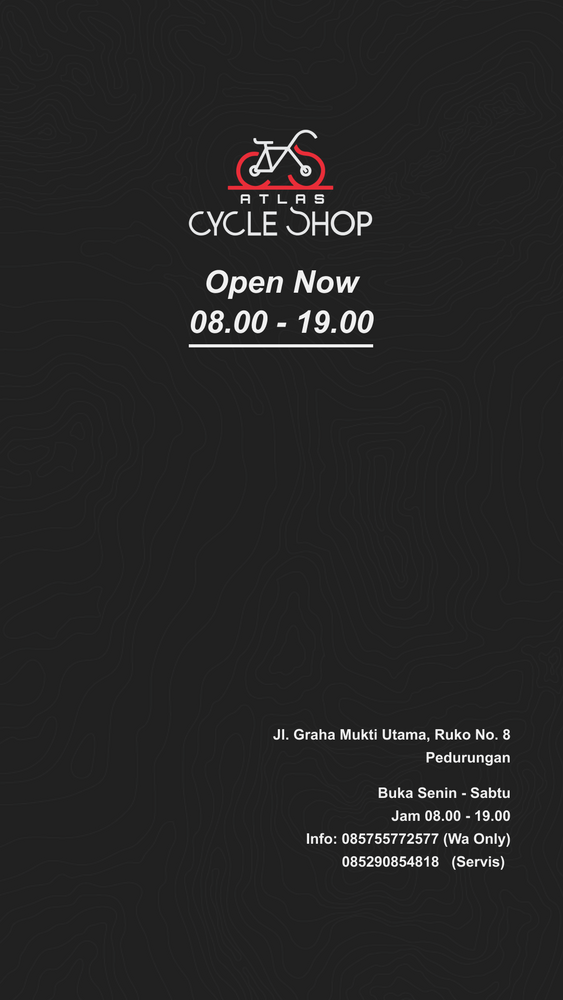 ATLAS
CYCLE SHOP
Open Now
08.00 - 19.00
Jl. Graha Mukti Utama, Ruko No. 8
Pedurungan
Buka Senin - Sabtu
Jam 08.00 - 19.00
Info: 085755772577 (Wa Only)
085290854818 (Servis)